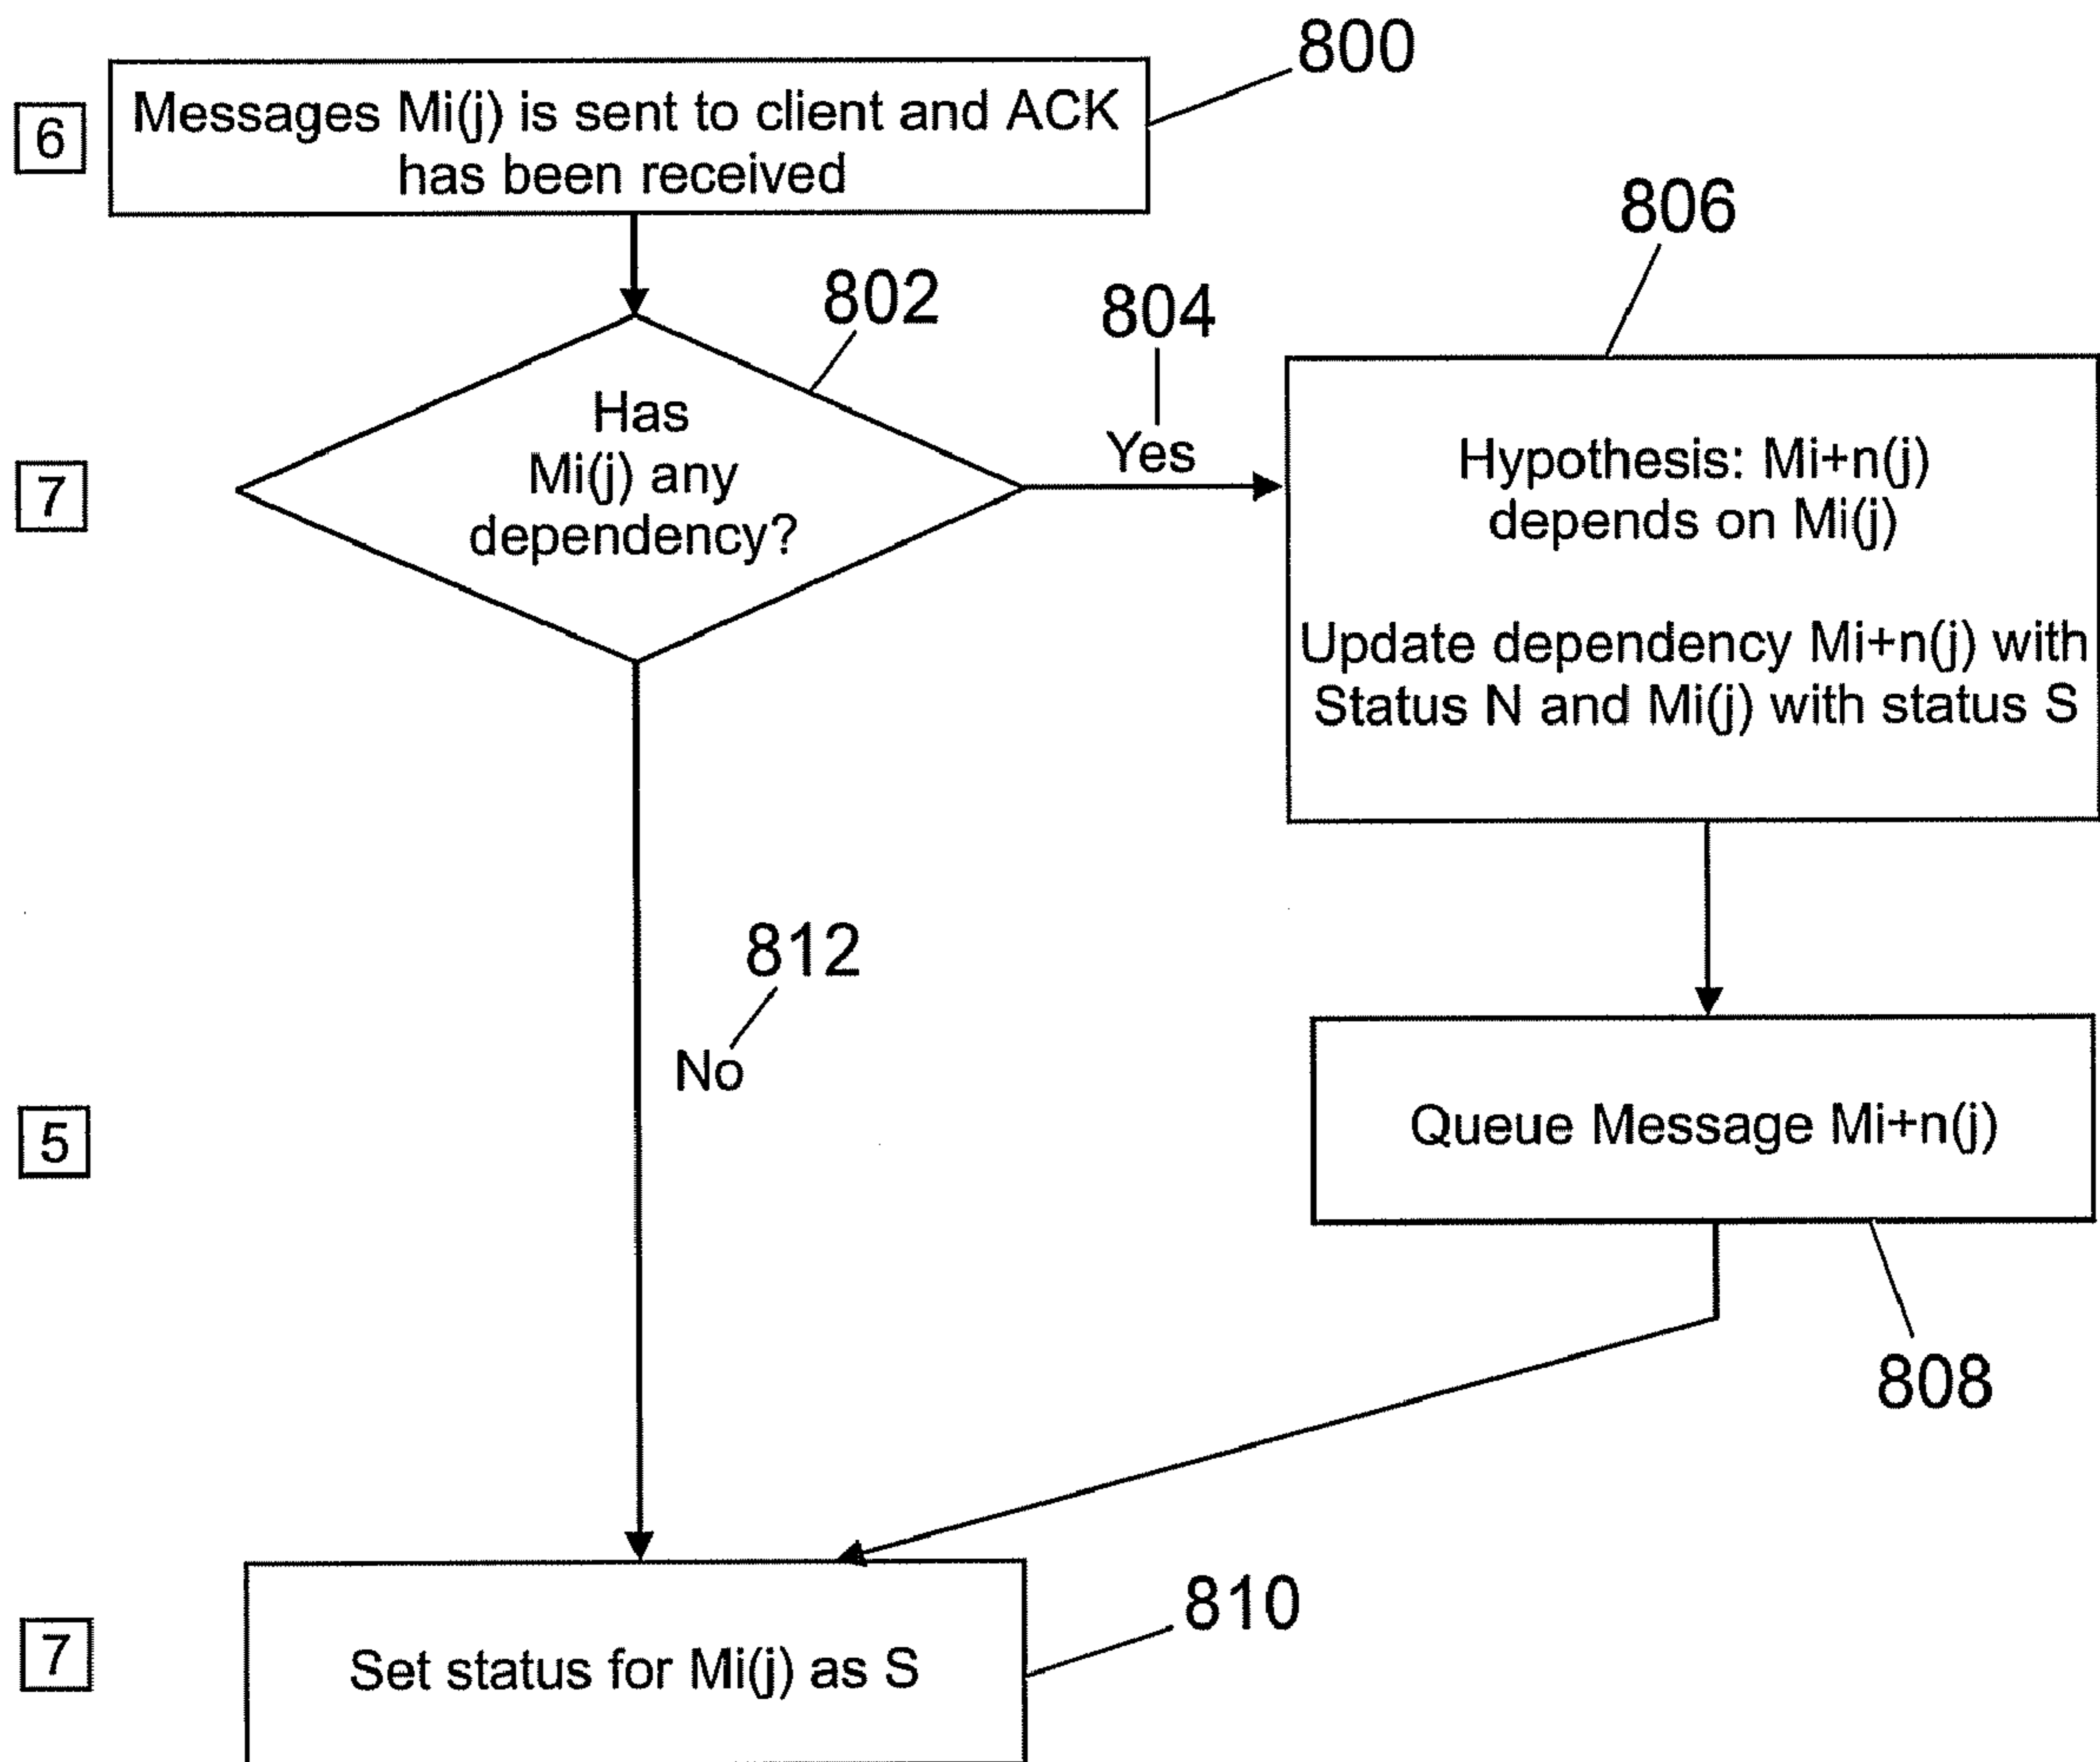 800
6
Messages Mi(j) is sent to client and ACK
has been received
806
802
804
Has
Mi(j) any
dependency?
Yes
7
Hypothesis: Mi+n(j)
depends on Mi(j)
Update dependency Mi+n(j) with
Status N and Mi(j) with status S
812
No
5
Queue Message Mi+n(j)
808
810
7
Set status for Mi(j) as S